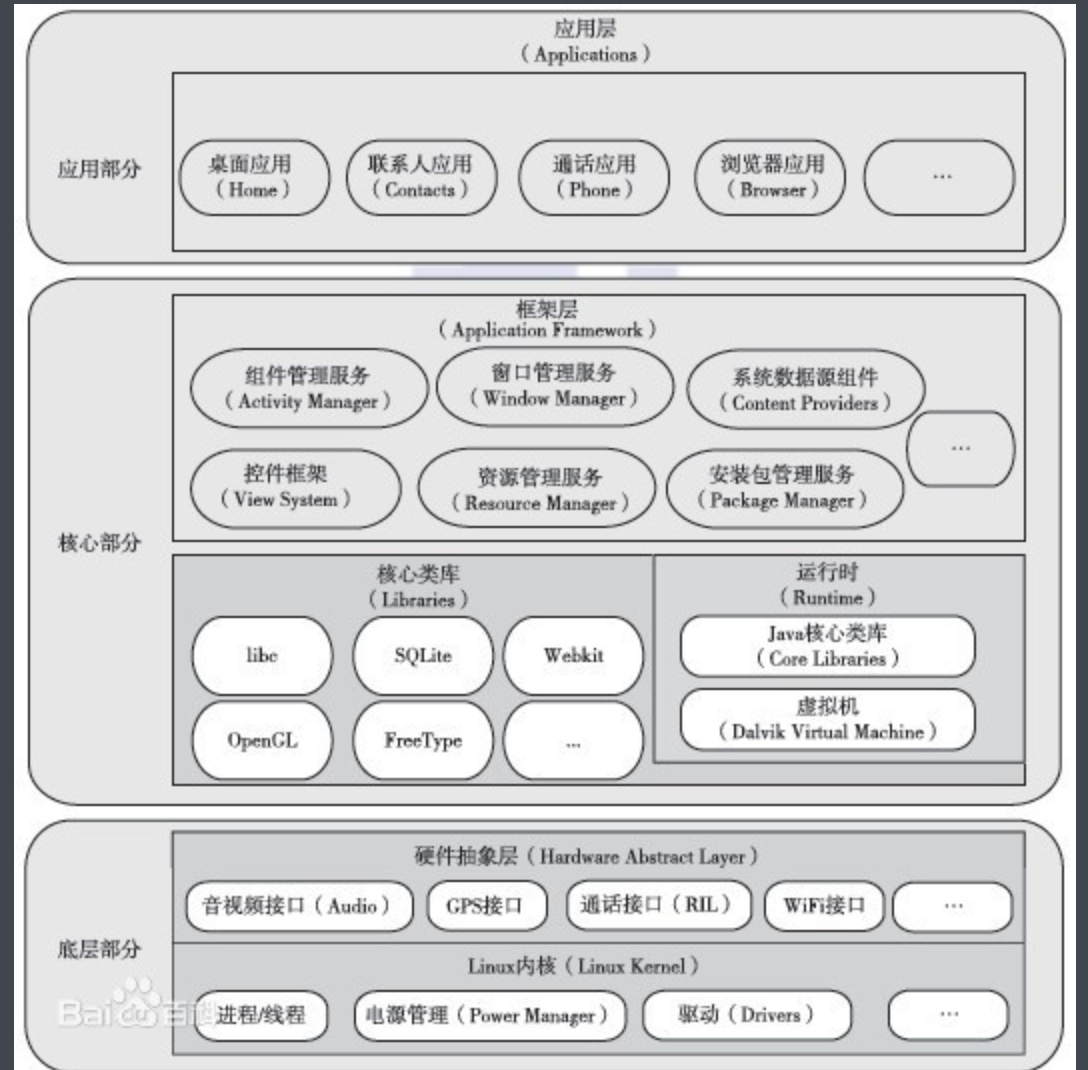 应用层
（Applications）
应用部分
桌面应用
（Home）
联系人应用
（Contacts）
通话应用
（Phone）
浏览器应用
（Browser）
…
核心部分
框架层
（Application Framework）
组件管理服务
（Activity Manager）
窗口管理服务
（Window Manager）
系统数据源组件
（Content Providers）
…
控件框架
（View System）
资源管理服务
（Resource Manager）
安装包管理服务
（Package Manager）
核心类库
（Libraries）
libc
SQLite
Webkit
OpenGL
FreeType
…
运行时
（Runtime）
Java核心类库
（Core Libraries）
虚拟机
（Dalvik Virtual Machine）
底层部分
硬件抽象层（Hardware Abstract Layer）
音视频接口（Audio）
GPS接口
通话接口（RIL）
WiFi接口
…
Linux内核（Linux Kernel）
进程/线程
电源管理（Power Manager）
驱动（Drivers）
…
Bai du 百科